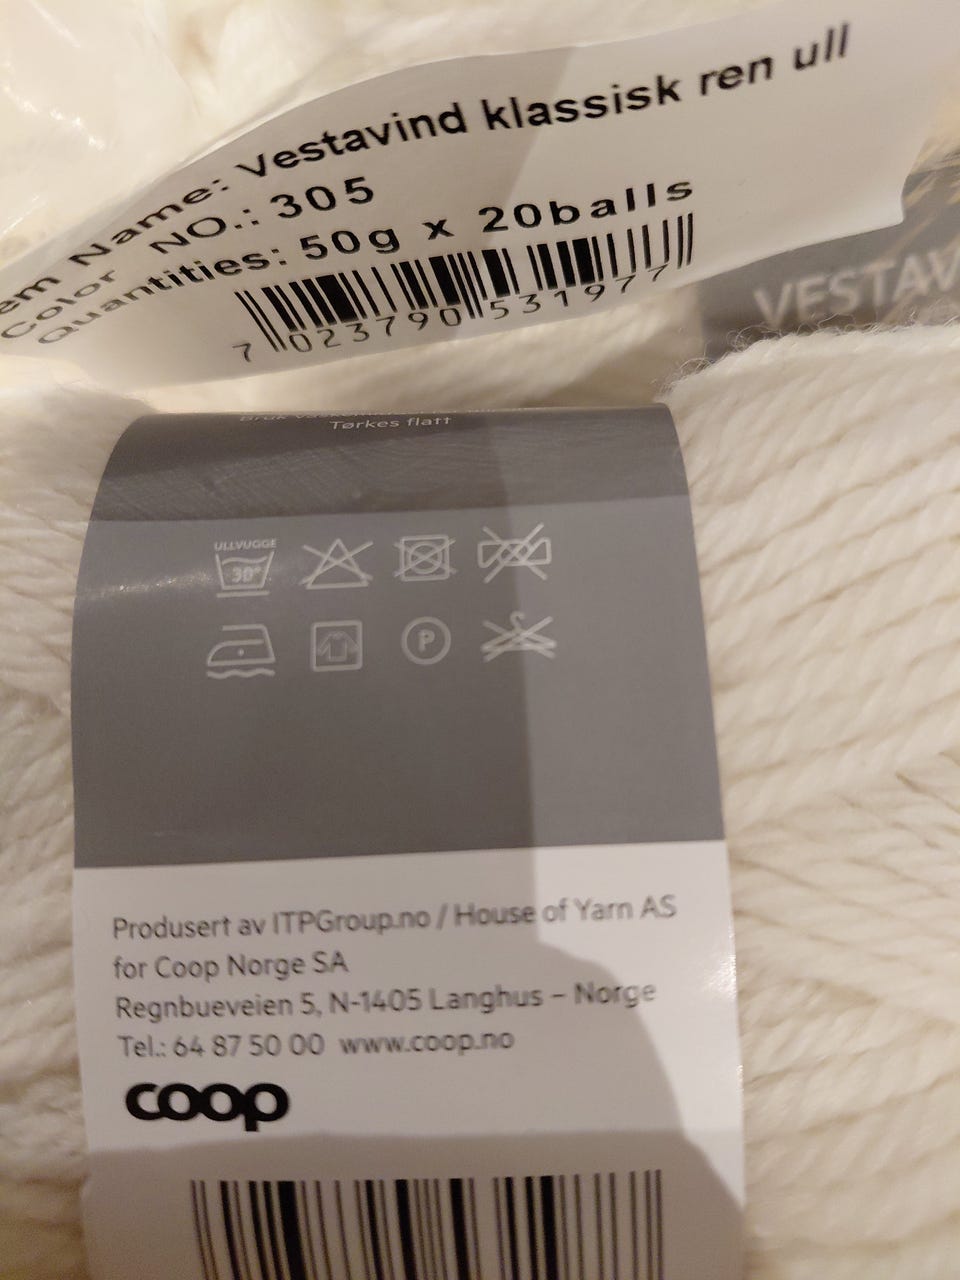 em Name: Vestavind klassisk ren ull
Color NO.: 305
Quantities: 50g x 20balls
7 023790 531977
VESTAV
Bruk
Tørkes flatt
ULLVUGGE
30°
P
Produsert av ITPGroup.no / House of Yarn AS
for Coop Norge SA
Regnbueveien 5, N-1405 Langhus – Norge
Tel.: 64 87 50 00 www.coop.no
coop